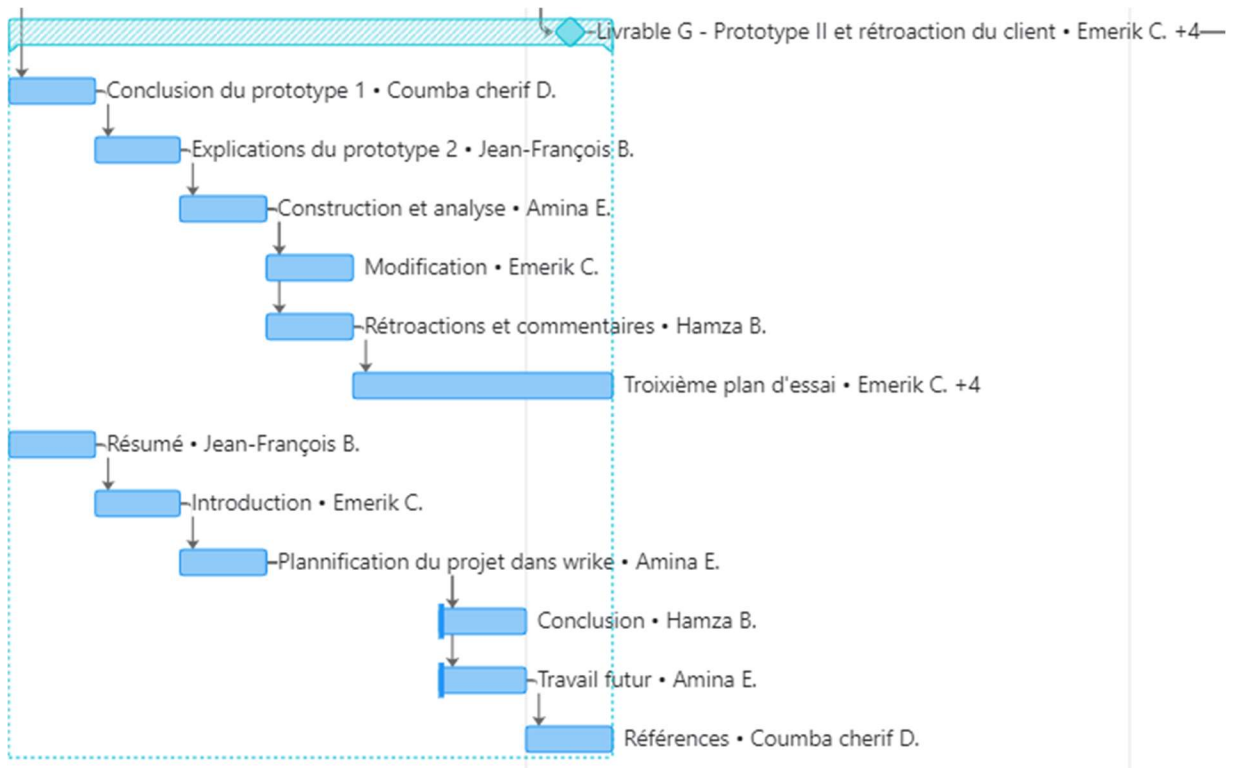 Livrable G - Prototype II et rétroaction du client • Emerik C. +4
Conclusion du prototype 1 • Coumba cherif D.
Explications du prototype 2 • Jean-François B.
Construction et analyse • Amina E.
Modification • Emerik C.
Rétroactions et commentaires • Hamza B.
Troixième plan d'essai • Emerik C. +4
Résumé • Jean-François B.
Introduction • Emerik C.
Plannification du projet dans wrike • Amina E.
Conclusion • Hamza B.
Travail futur • Amina E.
Références • Coumba cherif D.